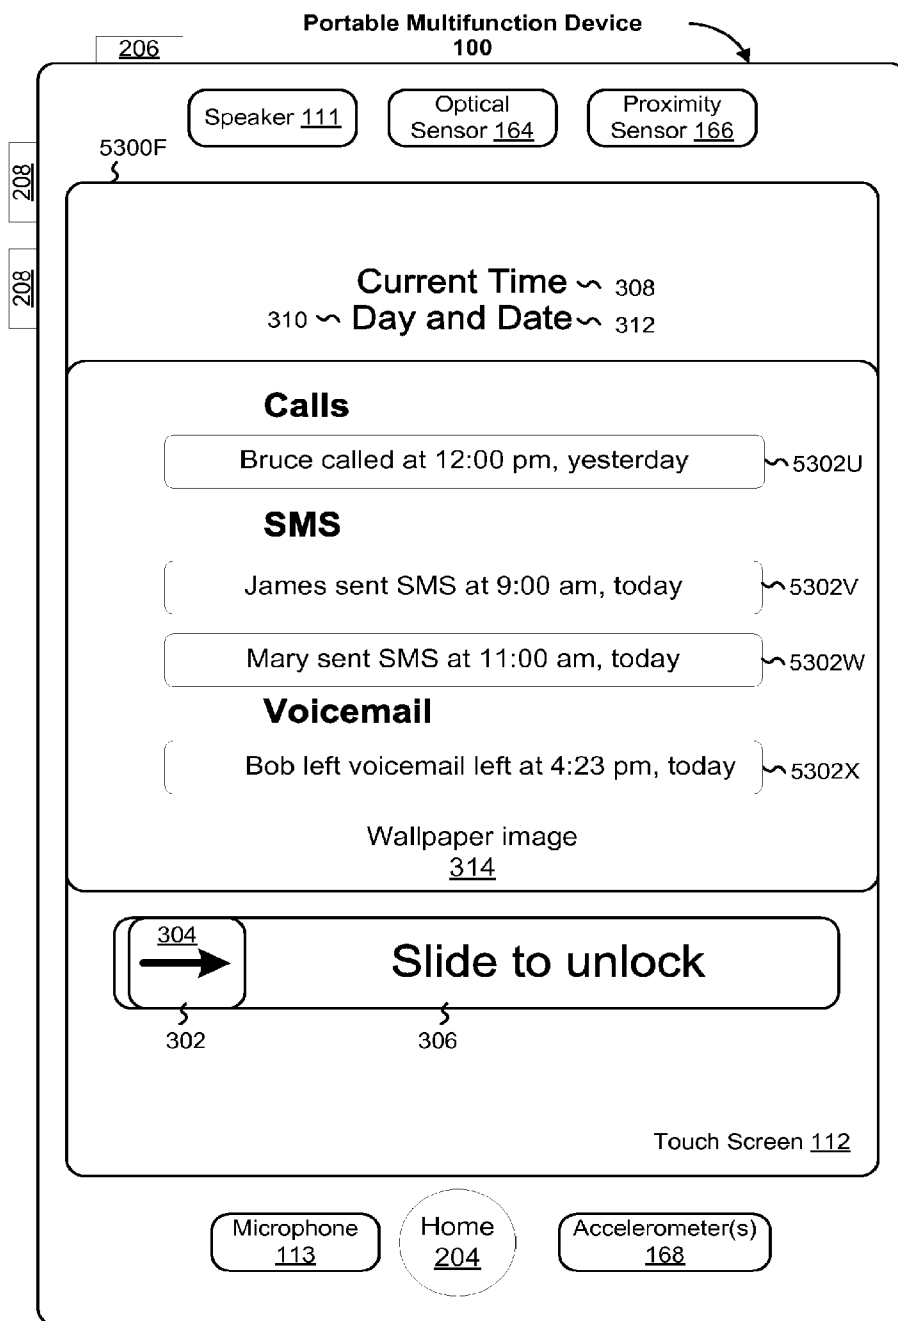 Portable Multifunction Device
100
206
Speaker 111
Optical
Sensor 164
Proximity
Sensor 166
5300F
208
208
Current Time 308
310 Day and Date 312
Calls
Bruce called at 12:00 pm, yesterday 5302U
SMS
James sent SMS at 9:00 am, today 5302V
Mary sent SMS at 11:00 am, today 5302W
Voicemail
Bob left voicemail left at 4:23 pm, today 5302X
Wallpaper image
314
304
Slide to unlock
302
306
Touch Screen 112
Microphone
113
Home
204
Accelerometer(s)
168